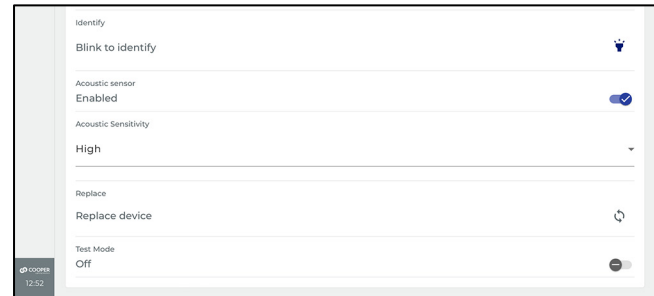 Identify
Blink to identify
Acoustic sensor
Enabled
Acoustic Sensitivity
High
Replace
Replace device
Test Mode
Off
COOPER
12:52